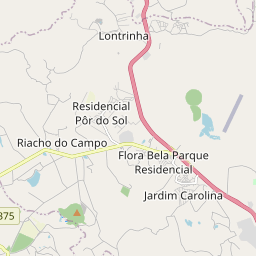 Lontrinha
Residencial
Pôr do Sol
Riacho do Campo
Flora Bela Parque
Residencial
Jardim Carolina
375